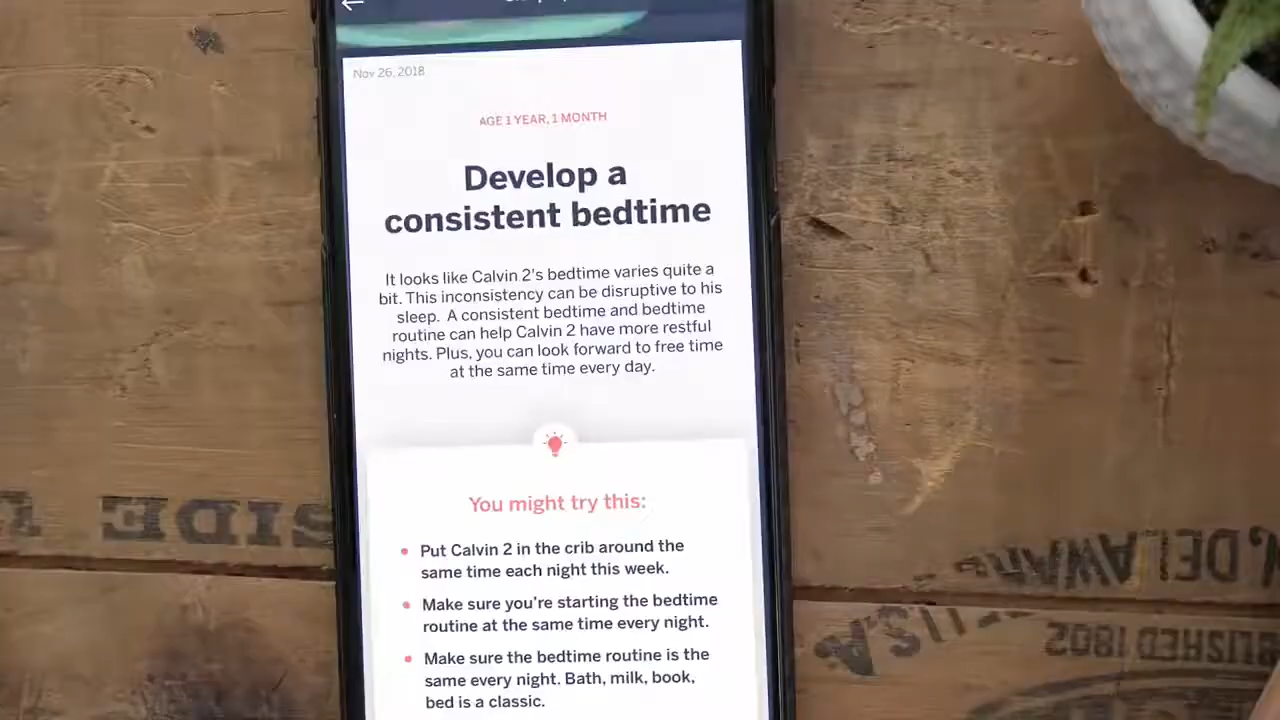 Nov 26, 2018
AGE 1 YEAR, 1 MONTH
Develop a
consistent bedtime
It looks like Calvin 2's bedtime varies quite a
bit. This inconsistency can be disruptive to his
sleep. A consistent bedtime and bedtime
routine can help Calvin 2 have more restful
nights. Plus, you can look forward to free time
at the same time every day.
You might try this:
• Put Calvin 2 in the crib around the
same time each night this week.
• Make sure you're starting the bedtime
routine at the same time every night.
• Make sure the bedtime routine is the
same every night. Bath, milk, book,
bed is a classic.
SIDE
DELAWARE
U.S.A.
1802